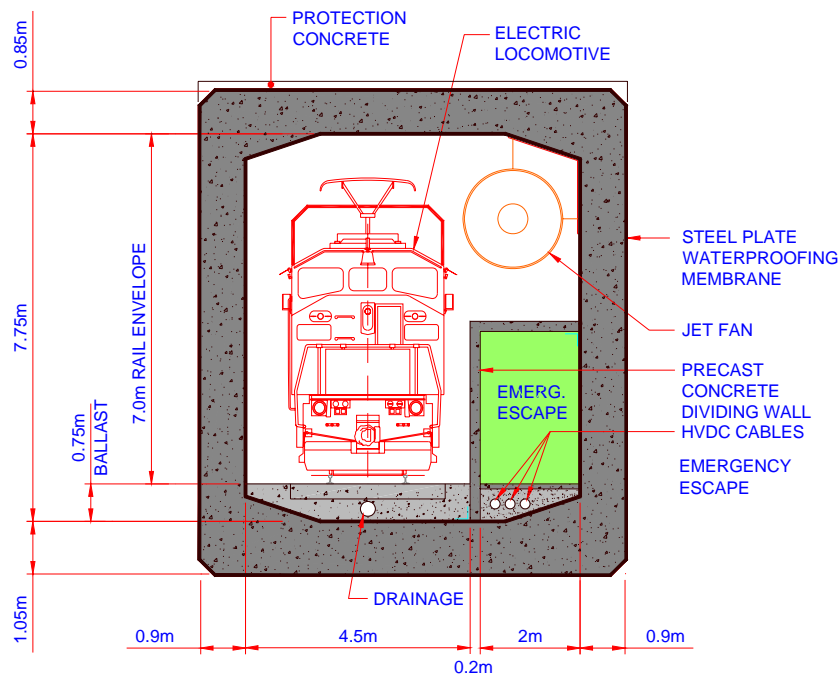 PROTECTION
CONCRETE
ELECTRIC
LOCOMOTIVE
0.85m
7.75m
7.0m RAIL ENVELOPE
0.75m
BALLAST
1.05m
STEEL PLATE
WATERPROOFING
MEMBRANE
JET FAN
PRECAST
CONCRETE
DIVIDING WALL
HVDC CABLES
EMERG.
ESCAPE
EMERGENCY
ESCAPE
DRAINAGE
0.9m
4.5m
0.2m
2m
0.9m